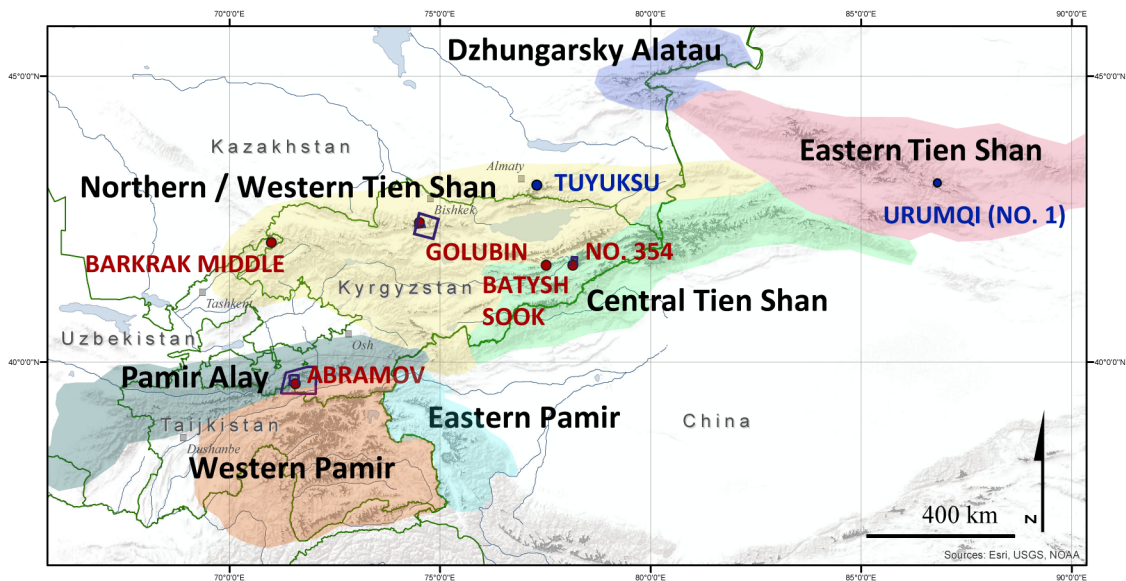 70°0'0"E 75°0'0"E 80°0'0"E 85°0'0"E 90°0'0"E
Dzhungarsky Alatau
45°0'0"N 45°0'0"N
Kazakhstan
Eastern Tien Shan
Almaty
Northern / Western Tien Shan
TUYUKSU
Bishkek
URUMQI (NO. 1)
GOLUBIN NO. 354
BARKRAK MIDDLE
Kyrgyzstan BATYSH
SOOK
Central Tien Shan
Tashkent
Uzbekistan
Osh
40°0'0"N 40°0'0"N
Pamir Alay ABRAMOV
Eastern Pamir
Taijkistan
China
Dushanbe
Western Pamir
400 km
N
Sources: Esri, USGS, NOAA
70°0'0"E 75°0'0"E 80°0'0"E 85°0'0"E 90°0'0"E